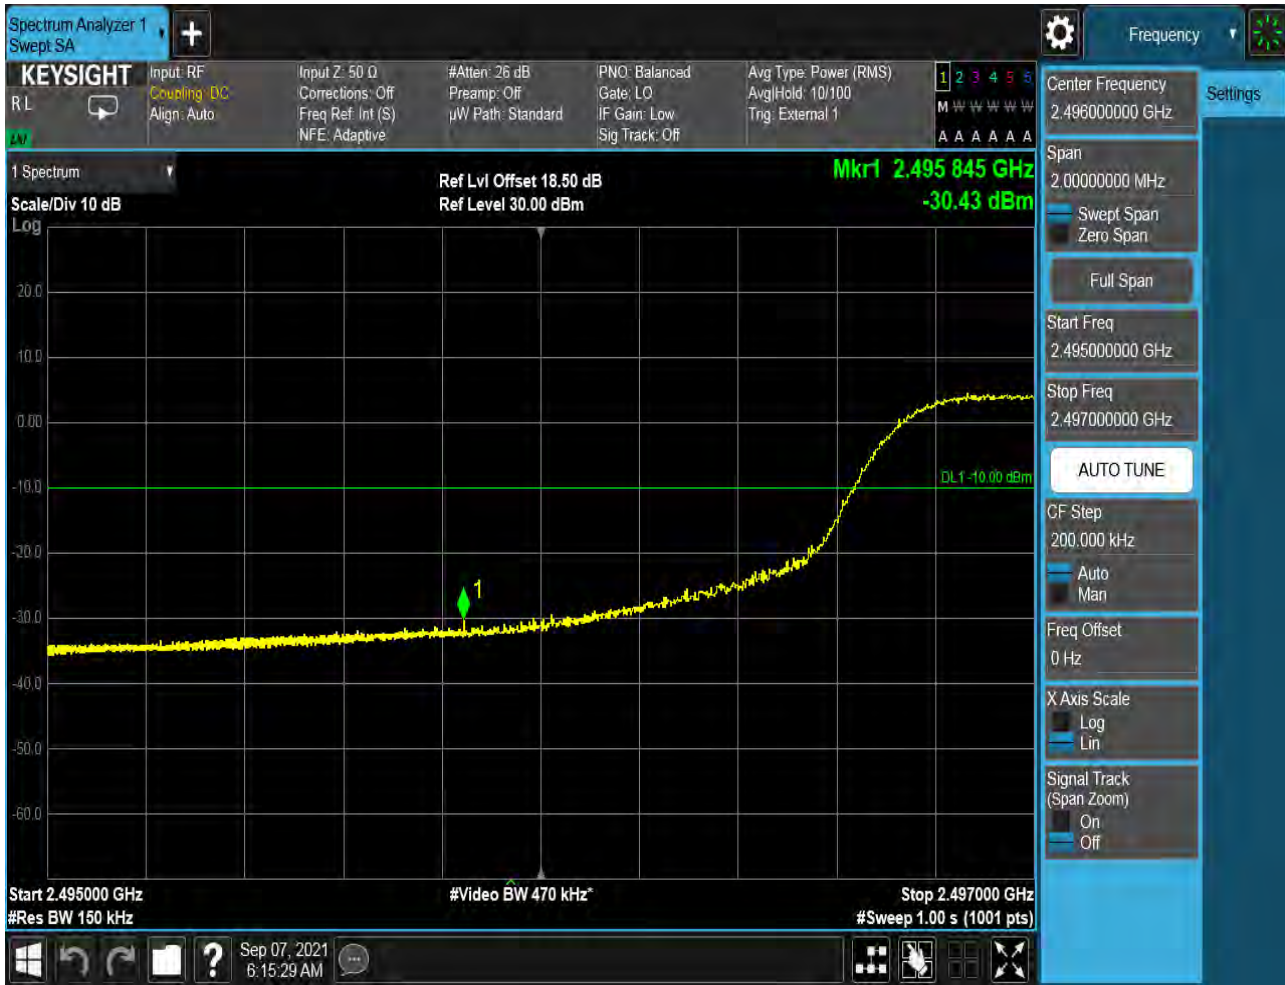 Spectrum Analyzer 1
Swept SA
Frequency
KEYSIGHT
R L
LXI
Input: RF
Coupling: DC
Align: Auto
Input Z: 50 Ω
Corrections: Off
Freq Ref: Int (S)
NFE: Adaptive
#Atten: 26 dB
Preamp: Off
µW Path: Standard
PNO: Balanced
Gate: LO
IF Gain: Low
Sig Track: Off
Avg Type: Power (RMS)
Avg|Hold: 10/100
Trig: External 1
1 2 3 4 5 6
M W W W W W
A A A A A A
1 Spectrum
Scale/Div 10 dB
Log
Ref Lvl Offset 18.50 dB
Ref Level 30.00 dBm
Mkr1 2.495 845 GHz
-30.43 dBm
20.0
10.0
0.00
-10.0
-20.0
-30.0
-40.0
-50.0
-60.0
DL1 -10.00 dBm
1
Start 2.495000 GHz
#Res BW 150 kHz
#Video BW 470 kHz*
Stop 2.497000 GHz
#Sweep 1.00 s (1001 pts)
Sep 07, 2021
6:15:29 AM
?
Center Frequency
2.496000000 GHz
Settings
Span
2.00000000 MHz
Swept Span
Zero Span
Full Span
Start Freq
2.495000000 GHz
Stop Freq
2.497000000 GHz
AUTO TUNE
CF Step
200.000 kHz
Auto
Man
Freq Offset
0 Hz
X Axis Scale
Log
Lin
Signal Track
(Span Zoom)
On
Off